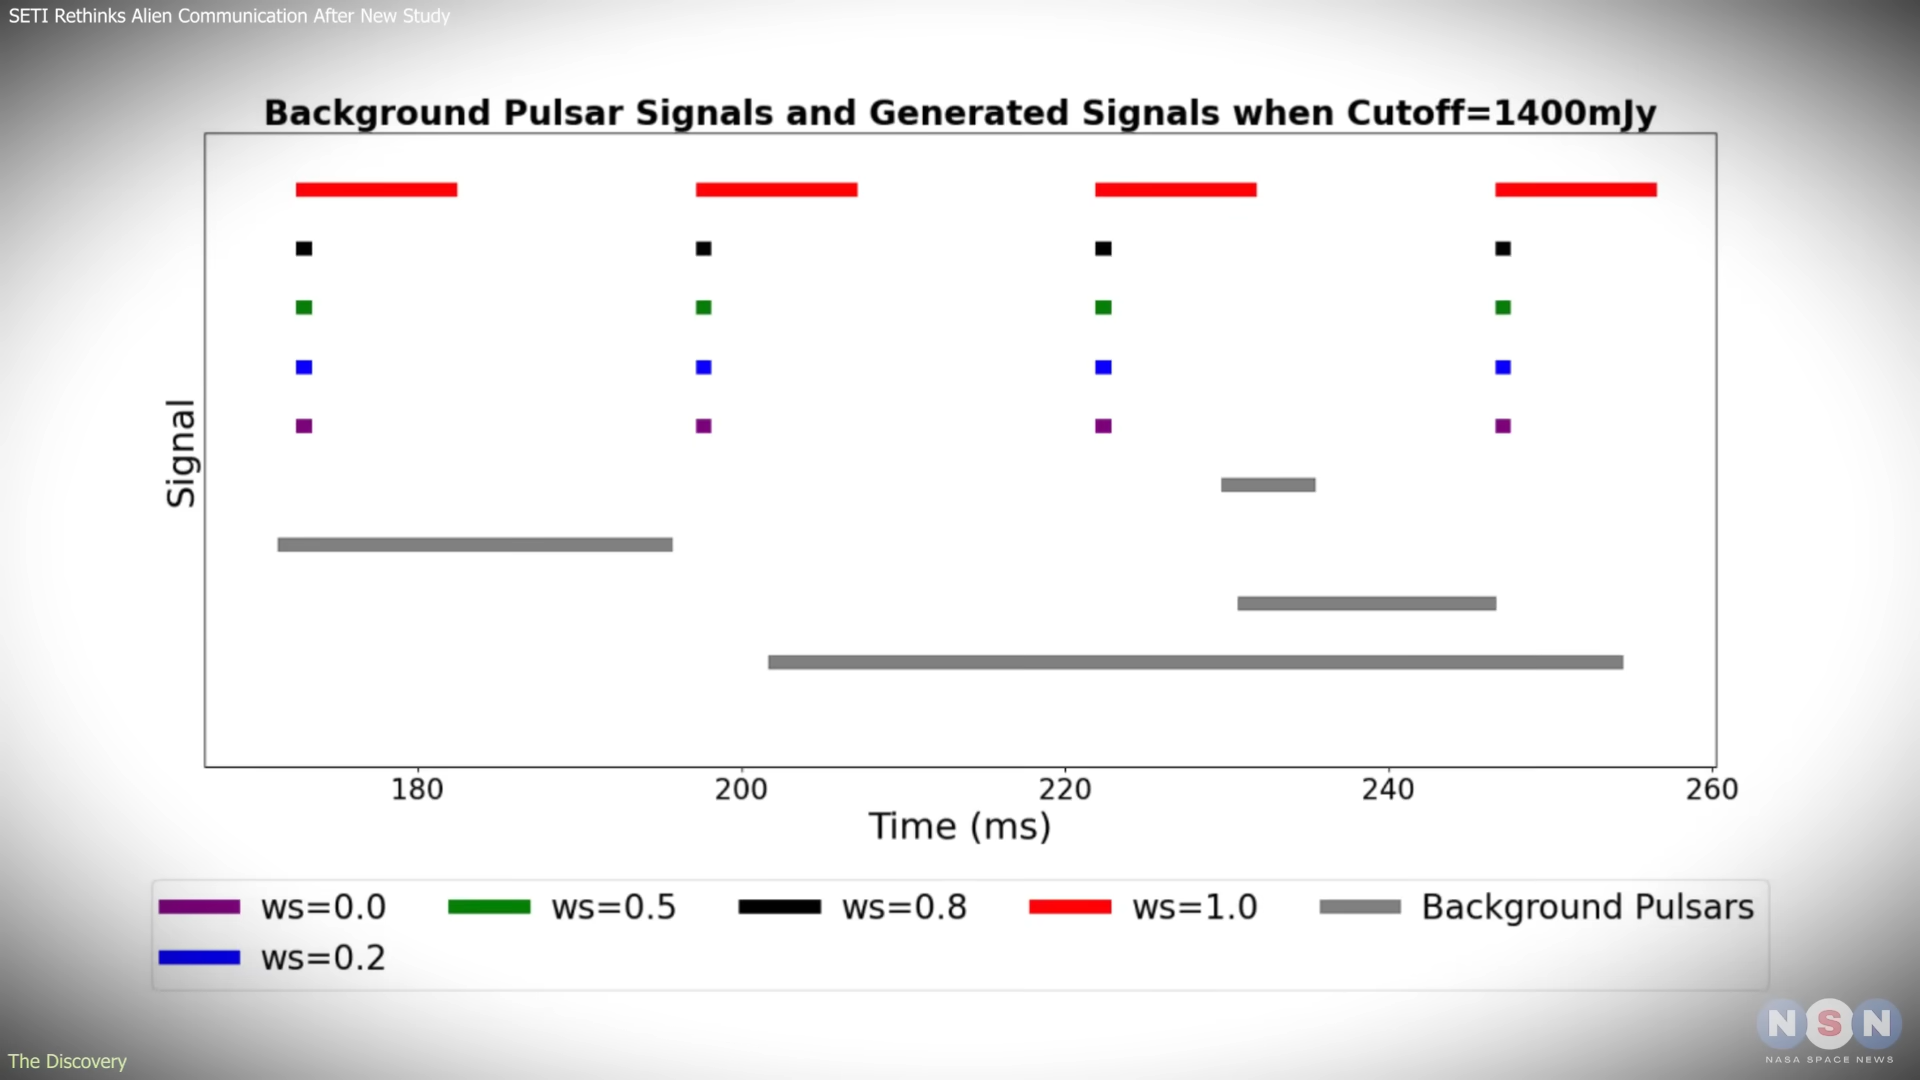 SETI Rethinks Alien Communication After New Study
Background Pulsar Signals and Generated Signals when Cutoff=1400mJy
Signal
180 200 220 240 260
Time (ms)
ws=0.0 ws=0.5 ws=0.8 ws=1.0 Background Pulsars
ws=0.2
The Discovery
NSN
NASA SPACE NEWS